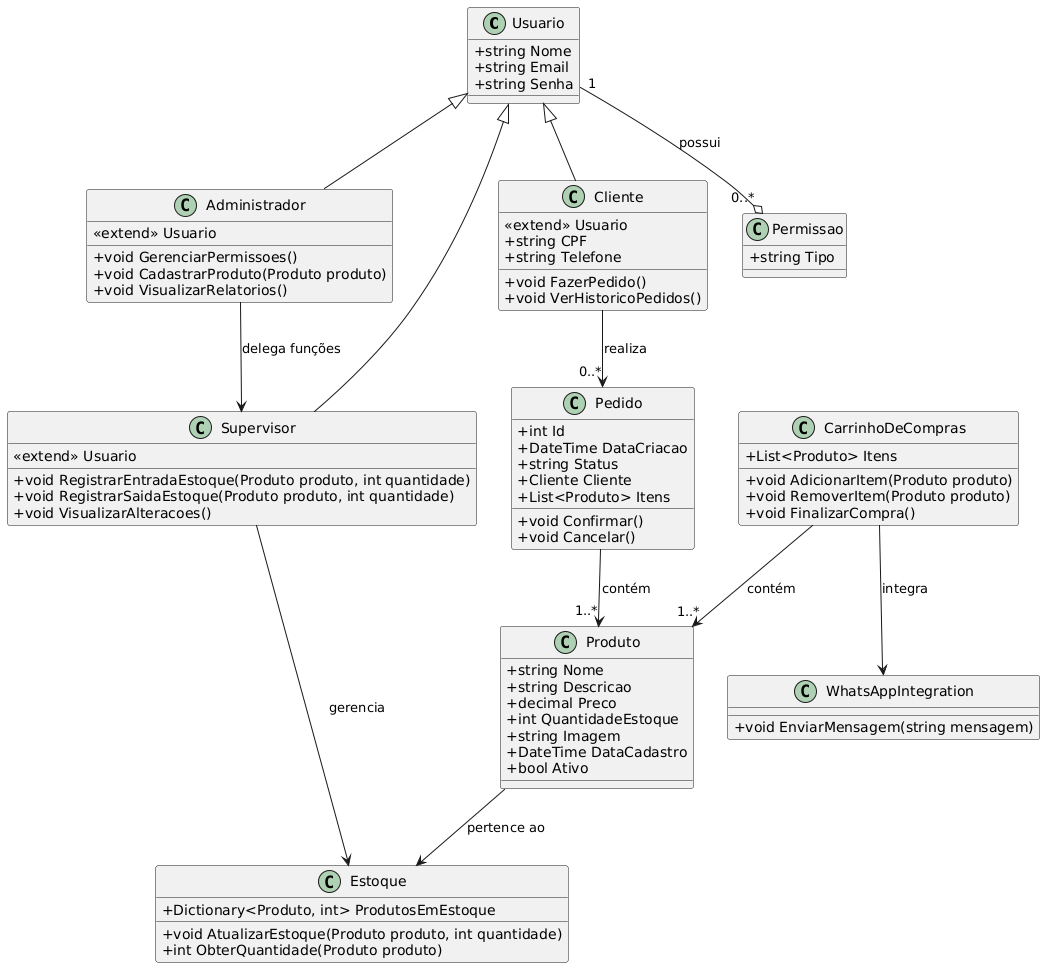 C Usuario
+string Nome
+string Email
+string Senha
1
possui
0..*
C Administrador
«extend» Usuario
+void GerenciarPermissoes()
+void CadastrarProduto(Produto produto)
+void VisualizarRelatorios()
C Cliente
«extend» Usuario
+string CPF
+string Telefone
+void FazerPedido()
+void VerHistoricoPedidos()
C Permissao
+string Tipo
delega funções
realiza
0..*
C Supervisor
«extend» Usuario
+void RegistrarEntradaEstoque(Produto produto, int quantidade)
+void RegistrarSaidaEstoque(Produto produto, int quantidade)
+void VisualizarAlteracoes()
C Pedido
+int Id
+DateTime DataCriacao
+string Status
+Cliente Cliente
+List<Produto> Itens
+void Confirmar()
+void Cancelar()
C CarrinhoDeCompras
+List<Produto> Itens
+void AdicionarItem(Produto produto)
+void RemoverItem(Produto produto)
+void FinalizarCompra()
contém
1..*
contém
1..*
integra
C Produto
+string Nome
+string Descricao
+decimal Preco
+int QuantidadeEstoque
+string Imagem
+DateTime DataCadastro
+bool Ativo
C WhatsAppIntegration
+void EnviarMensagem(string mensagem)
gerencia
pertence ao
C Estoque
+Dictionary<Produto, int> ProdutosEmEstoque
+void AtualizarEstoque(Produto produto, int quantidade)
+int ObterQuantidade(Produto produto)